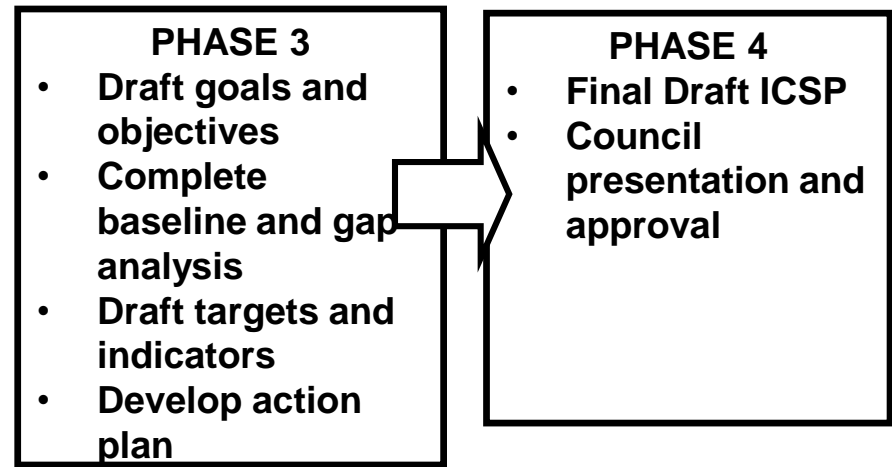 PHASE 3
• Draft goals and
objectives
• Complete
baseline and gap
analysis
• Draft targets and
indicators
• Develop action
plan
PHASE 4
• Final Draft ICSP
• Council
presentation and
approval